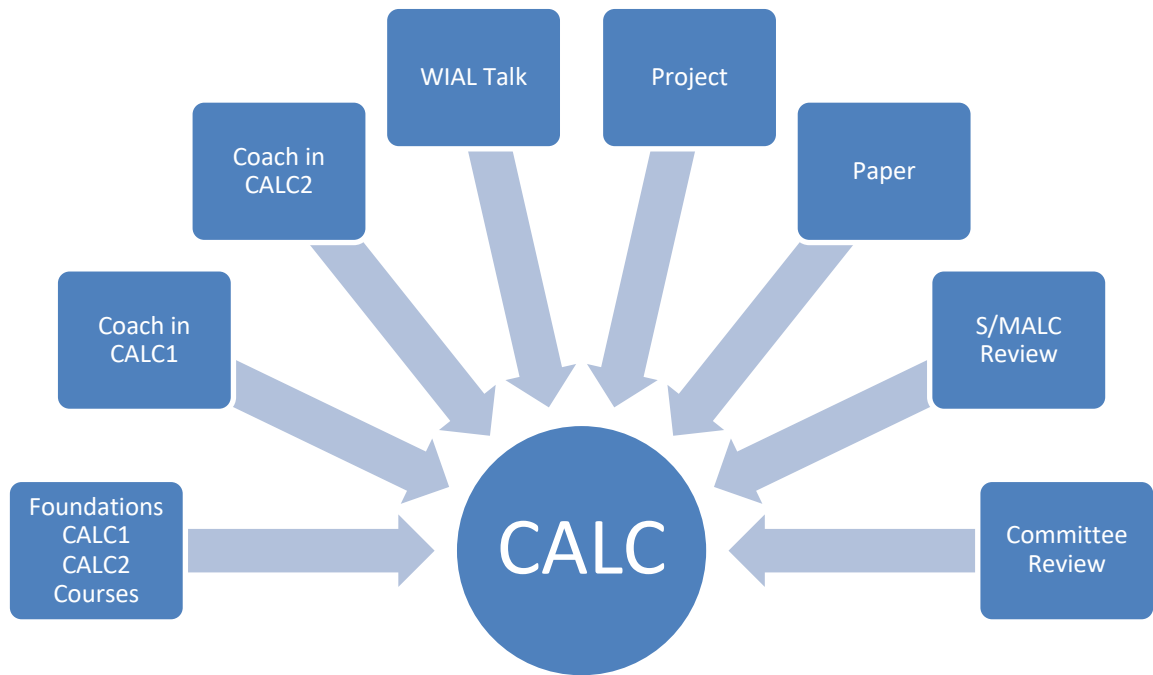 WIAL Talk
Project
Coach in
CALC2
Paper
Coach in
CALC1
S/MALC
Review
Foundations
CALC1
CALC2
Courses
CALC
Committee
Review